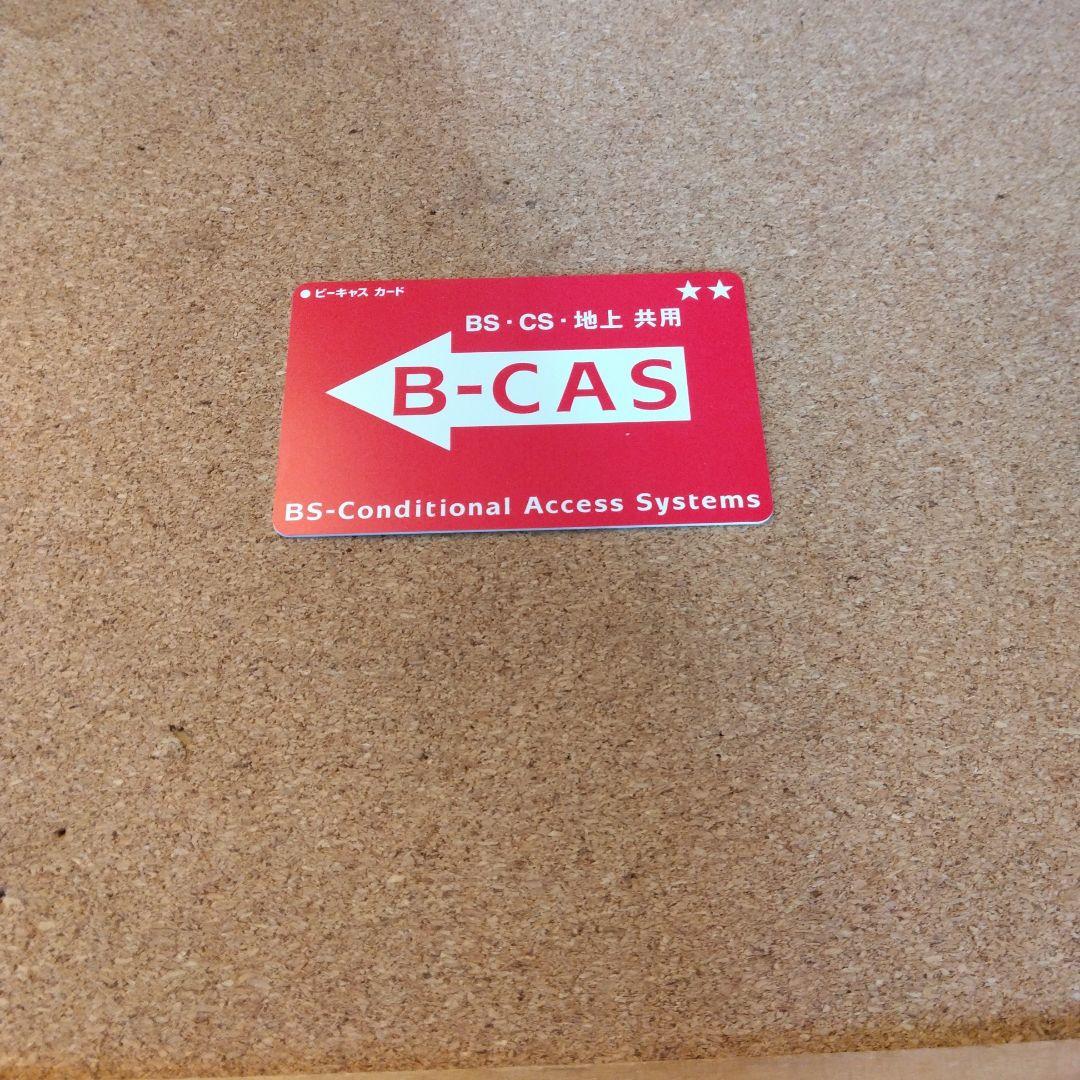 ●ビーキャス カード
★★
BS・CS・地上 共用
B-CAS
BS-Conditional Access Systems